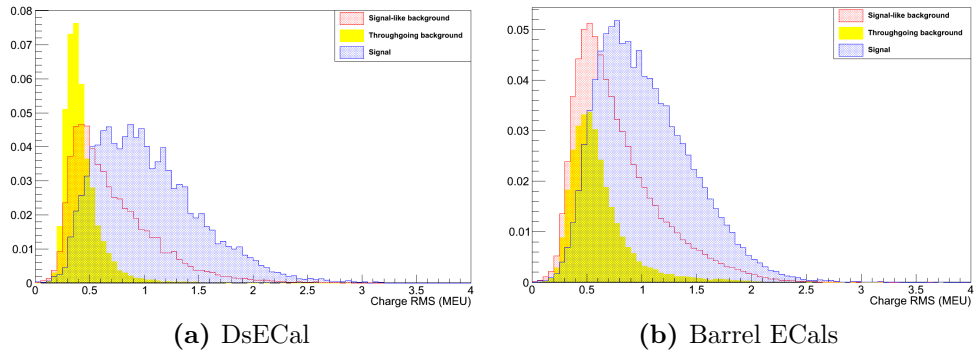 0.08
0.07
0.06
0.05
0.04
0.03
0.02
0.01
0
0 0.5 1 1.5 2 2.5 3 3.5 4
Charge RMS (MEU)
Signal-like background
Throughgoing background
Signal
(a) DsECal
0.05
0.04
0.03
0.02
0.01
0
0 0.5 1 1.5 2 2.5 3 3.5 4
Charge RMS (MEU)
Signal-like background
Throughgoing background
Signal
(b) Barrel ECals